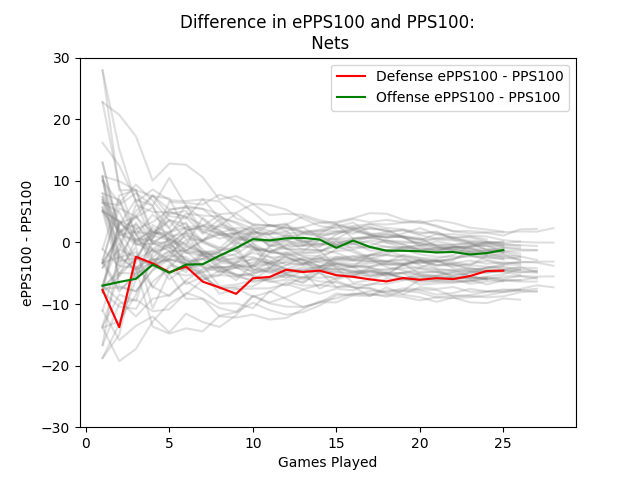 Difference in ePPS100 and PPS100:
Nets
Defense ePPS100 - PPS100
Offense ePPS100 - PPS100
ePPS100 - PPS100
30
20
10
0
−10
−20
−30
0 5 10 15 20 25
Games Played